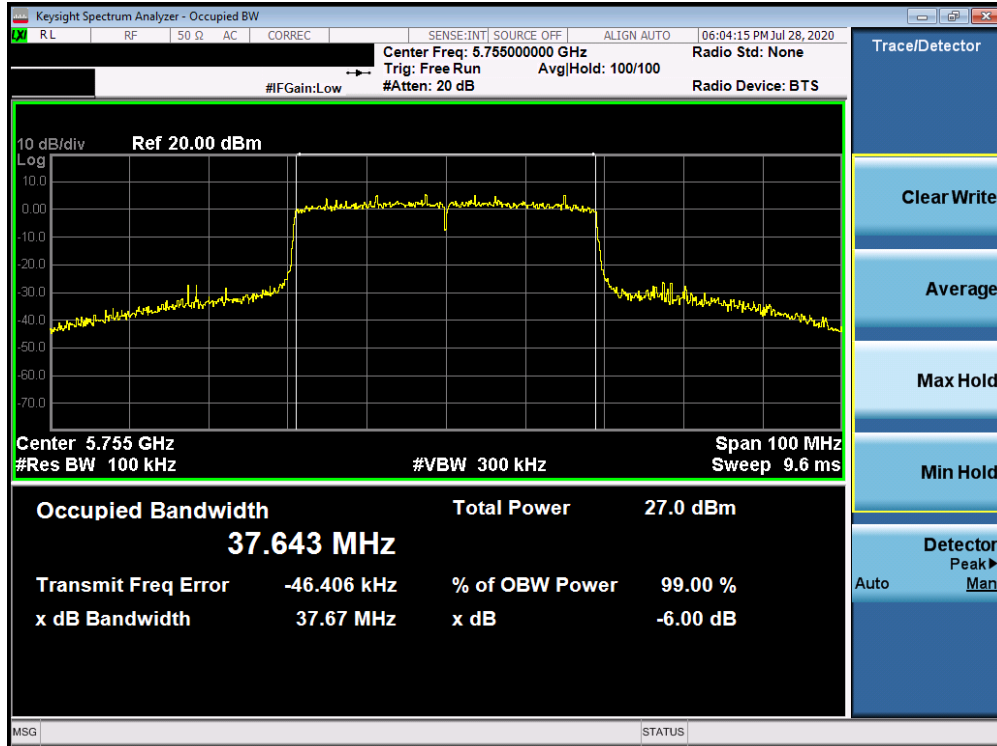 Keysight Spectrum Analyzer - Occupied BW
LXI RL RF 50 Ω AC CORREC SENSE:INT SOURCE OFF ALIGN AUTO 06:04:15 PM Jul 28, 2020
Center Freq: 5.755000000 GHz Radio Std: None
Trig: Free Run Avg|Hold: 100/100
#IFGain:Low #Atten: 20 dB Radio Device: BTS
Trace/Detector
10 dB/div Ref 20.00 dBm
Log
10.0
0.00
-10.0
-20.0
-30.0
-40.0
-50.0
-60.0
-70.0
Center 5.755 GHz Span 100 MHz
#Res BW 100 kHz #VBW 300 kHz Sweep 9.6 ms
Occupied Bandwidth Total Power 27.0 dBm
37.643 MHz
Transmit Freq Error -46.406 kHz % of OBW Power 99.00 %
x dB Bandwidth 37.67 MHz x dB -6.00 dB
Clear Write
Average
Max Hold
Min Hold
Detector
Peak▶
Auto Man
MSG STATUS